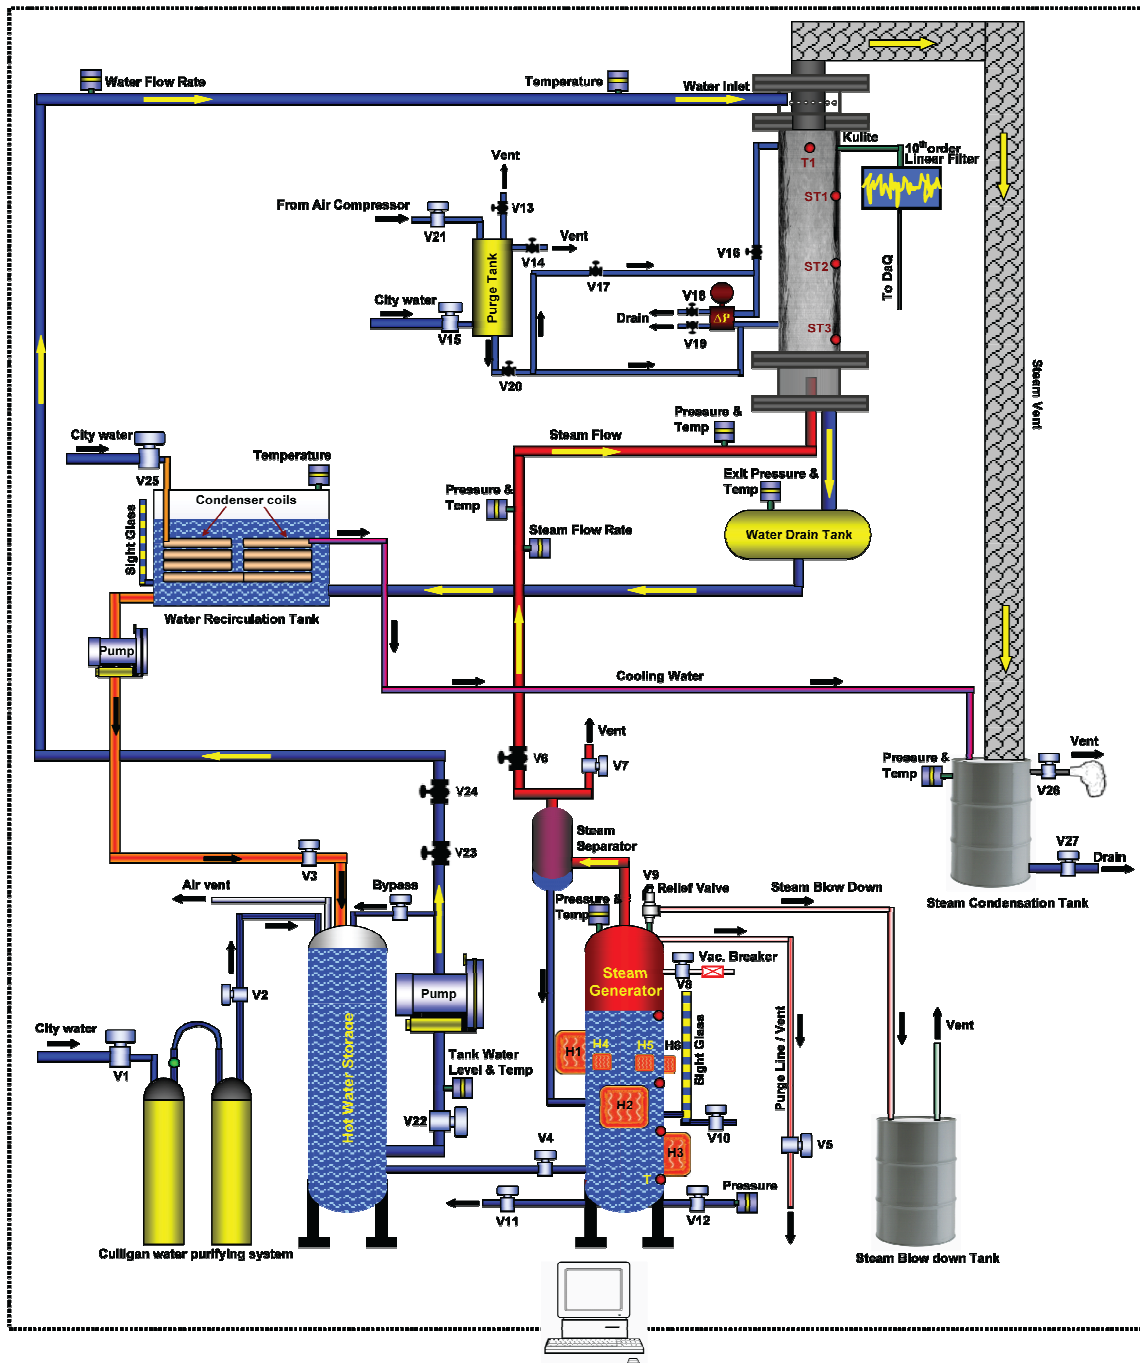 Water Flow Rate
Temperature
Water Inlet
Kulite
10th order
Linear Filter
T1
ST1
ST2
ST3
To DaQ
Vent
V13
From Air Compressor
V21
Vent
V14
Purge Tank
V16
V17
V18
ΔP
Drain
V19
City water
V15
V20
Steam Vent
Pressure &
Temp
Steam Flow
City water
V25
Temperature
Condenser coils
Sight Glass
Pressure &
Temp
Exit Pressure &
Temp
Steam Flow Rate
Water Drain Tank
Water Recirculation Tank
Pump
Cooling Water
V6
Vent
V7
Pressure &
Temp
Vent
V26
V24
V23
Steam
Separator
V27
Drain
V3
Air vent
Bypass
V9
Relief Valve
Steam Blow Down
Steam Condensation Tank
Pressure &
Temp
Vac. Breaker
V8
Steam
Generator
Pump
V2
City water
V1
Hot Water Storage
Tank Water
Level & Temp
H1
H4
H5
H6
Sight Glass
Purge Line / Vent
Vent
H2
V22
V10
V4
H3
V5
T
V11
V12
Pressure
Culligan water purifying system
Steam Blow down Tank